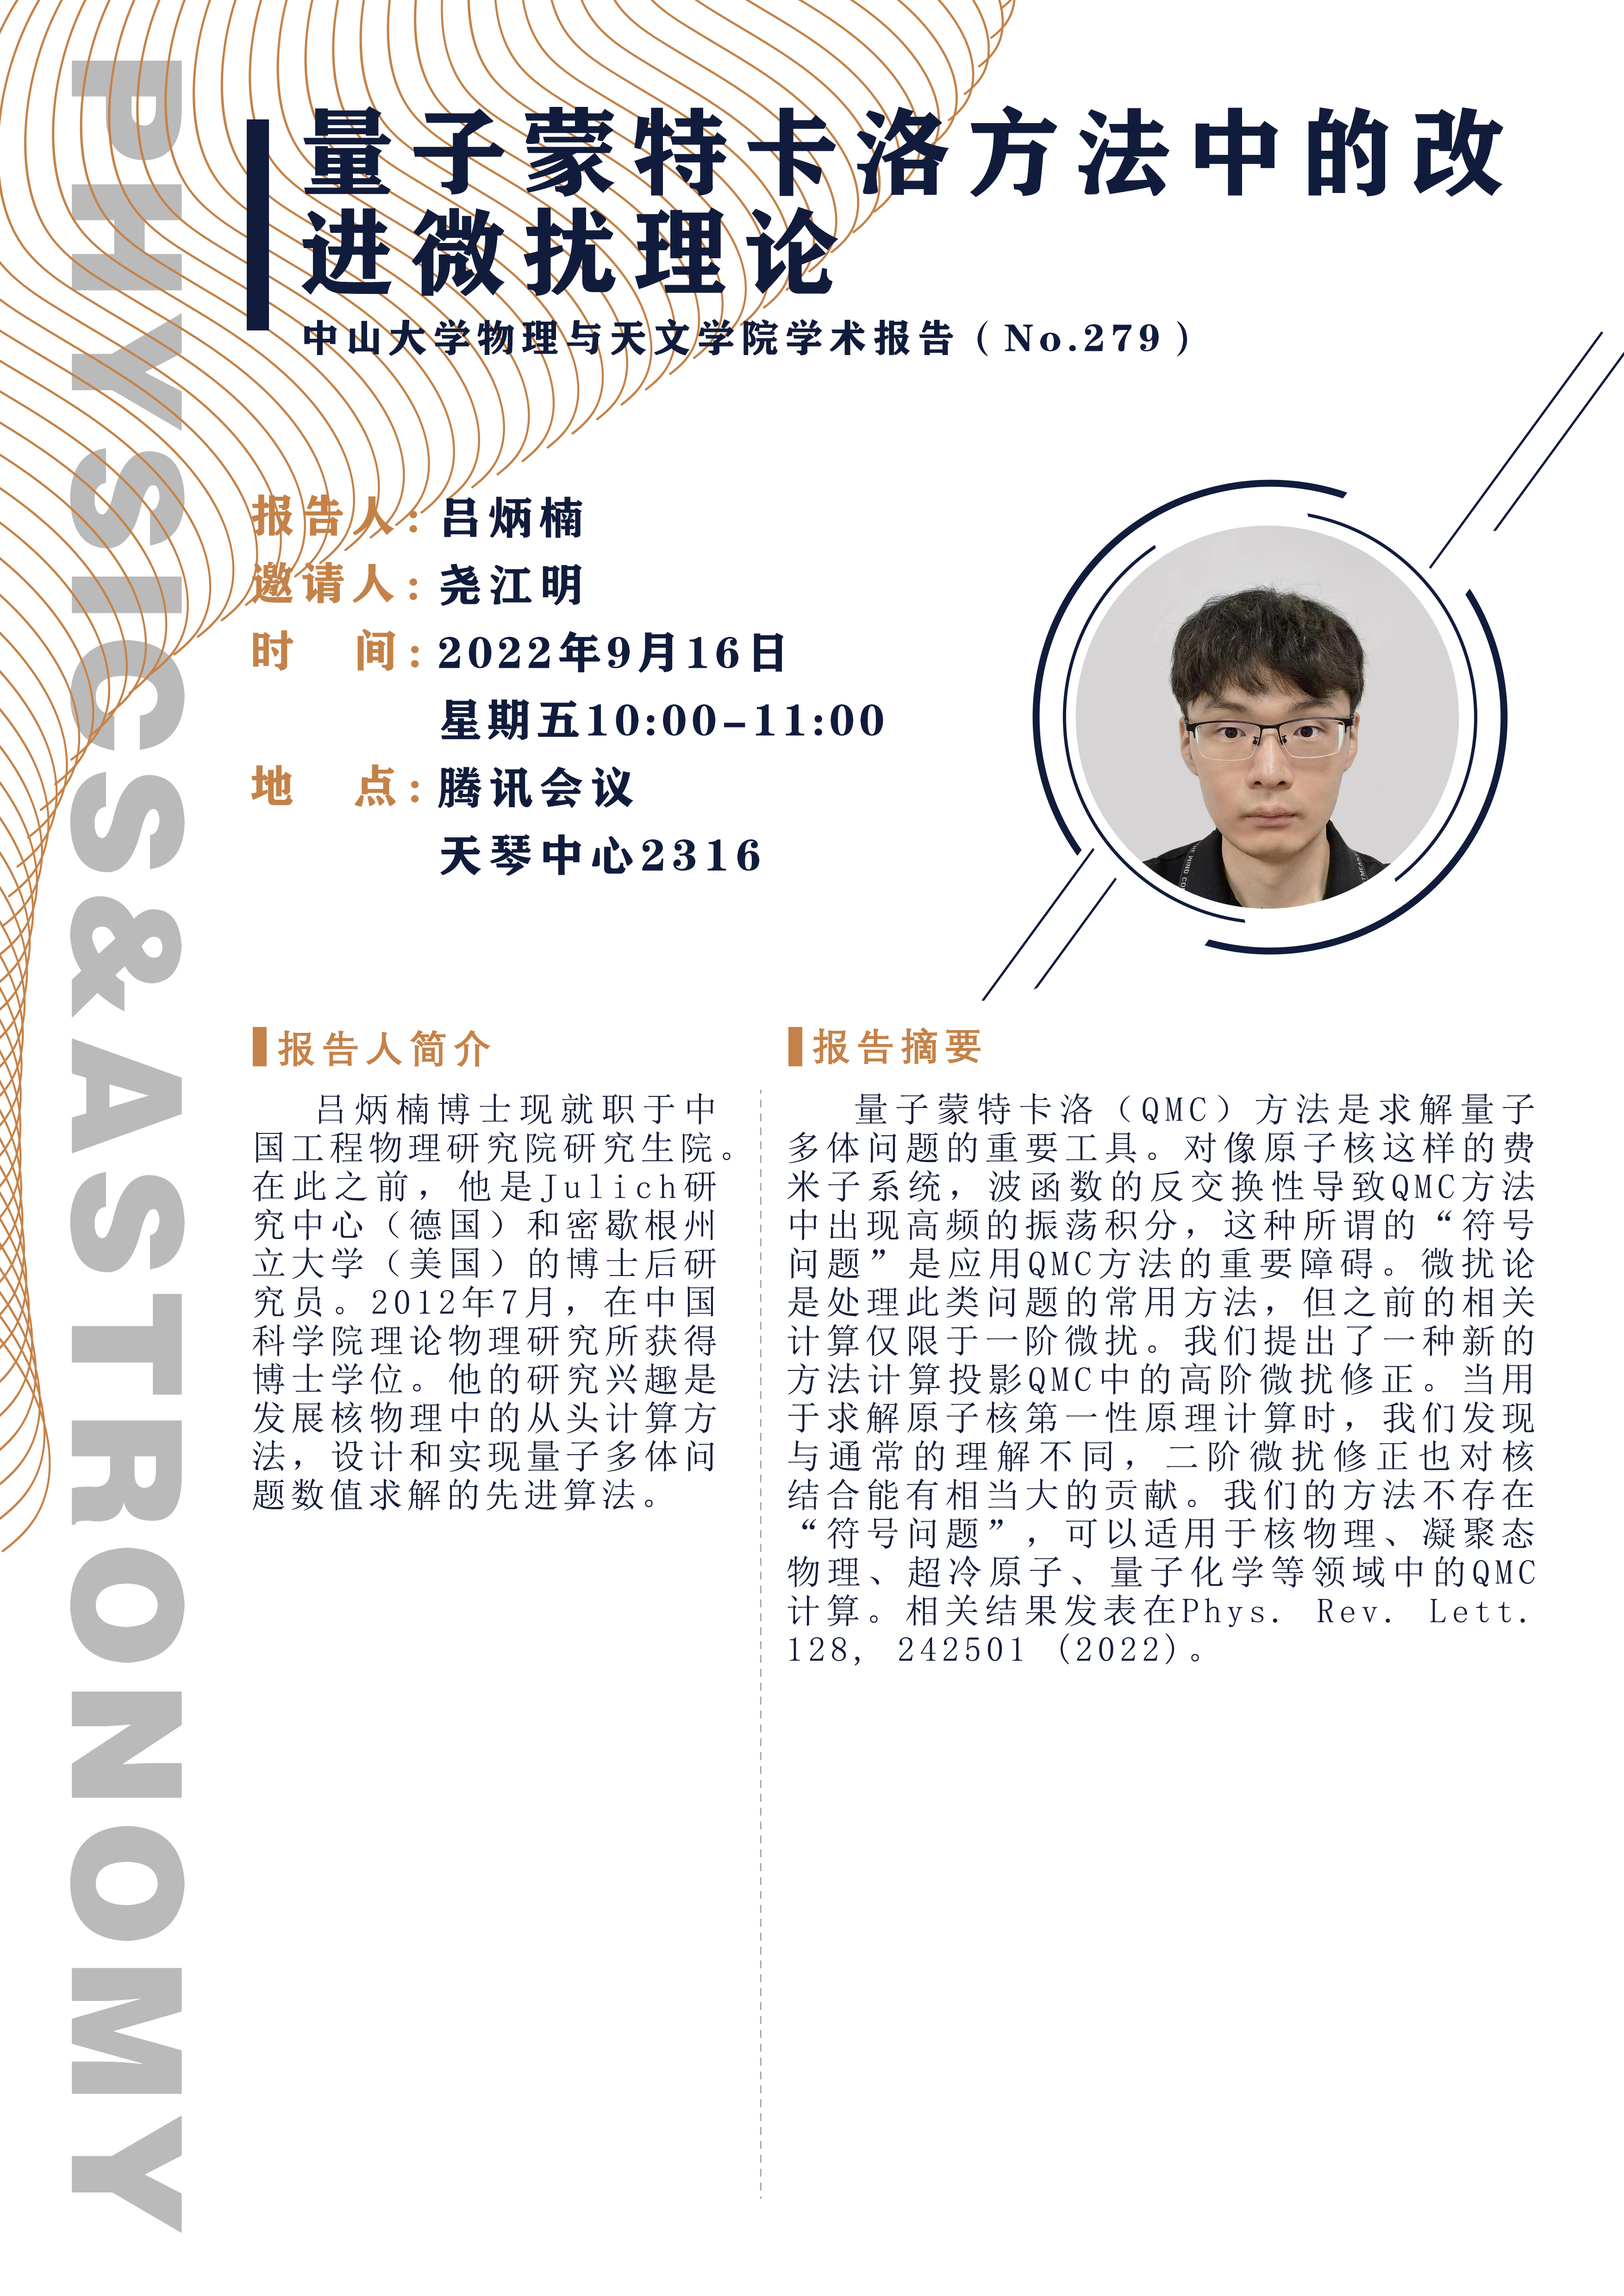 PHYSICS&ASTRONOMY
量子蒙特卡洛方法中的改
进微扰理论
中山大学物理与天文学院学术报告（No.279）
报告人：吕炳楠
邀请人：尧江明
时 间：2022年9月16日
星期五10:00-11:00
地 点：腾讯会议
天琴中心2316
报告人简介
吕炳楠博士现就职于中
国工程物理研究院研究生院。
在此之前，他是Julich研
究中心（德国）和密歇根州
立大学（美国）的博士后研
究员。2012年7月，在中国
科学院理论物理研究所获得
博士学位。他的研究兴趣是
发展核物理中的从头计算方
法，设计和实现量子多体问
题数值求解的先进算法。
报告摘要
量子蒙特卡洛（QMC）方法是求解量子
多体问题的重要工具。对像原子核这样的费
米子系统，波函数的反交换性导致QMC方法
中出现高频的振荡积分，这种所谓的“符号
问题”是应用QMC方法的重要障碍。微扰论
是处理此类问题的常用方法，但之前的相关
计算仅限于一阶微扰。我们提出了一种新的
方法计算投影QMC中的高阶微扰修正。当用
于求解原子核第一性原理计算时，我们发现
与通常的理解不同，二阶微扰修正也对核
结合能有相当大的贡献。我们的方法不存在
“符号问题”，可以适用于核物理、凝聚态
物理、超冷原子、量子化学等领域中的QMC
计算。相关结果发表在Phys. Rev. Lett.
128, 242501 (2022)。